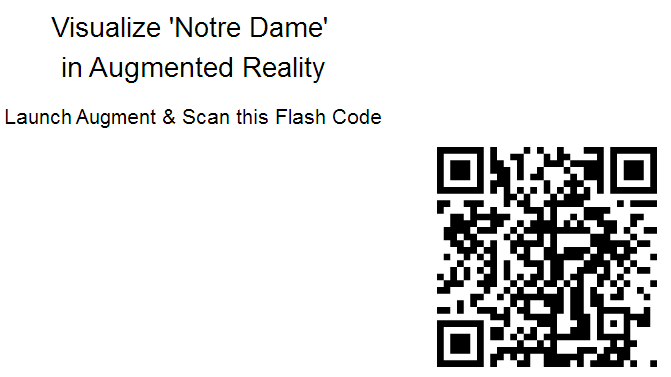 Visualize 'Notre Dame'
in Augmented Reality
Launch Augment & Scan this Flash Code